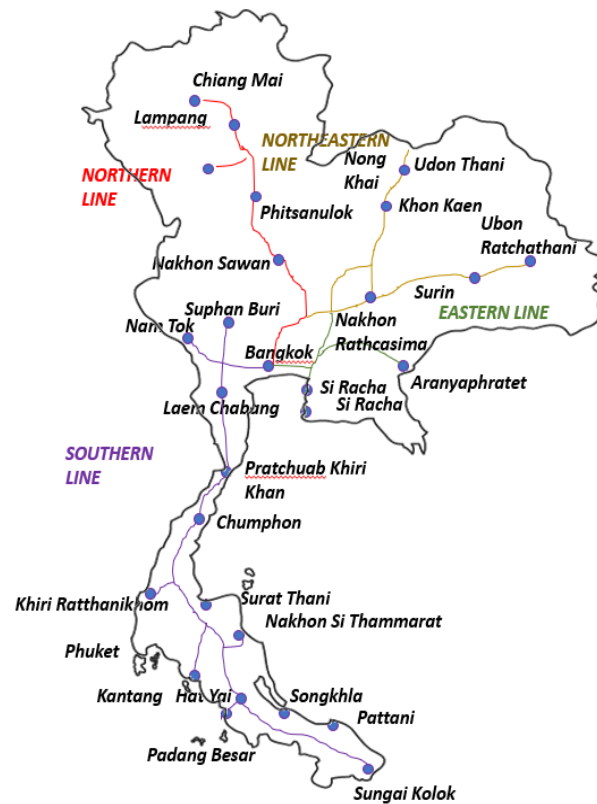 Chiang Mai
Lampang
NORTHEASTERN
LINE
Nong
Khai
Udon Thani
NORTHERN
LINE
Phitsanulok
Khon Kaen
Ubon
Ratchathani
Nakhon Sawan
Surin
Suphan Buri
Nam Tok
Nakhon
Rathcasima
EASTERN LINE
Bangkok
Si Racha
Aranyaphratet
Laem Chabang
Si Racha
SOUTHERN
LINE
Pratchuab Khiri
Khan
Chumphon
Khiri Ratthanikhom
Surat Thani
Nakhon Si Thammarat
Phuket
Kantang
Hat Yai
Songkhla
Pattani
Padang Besar
Sungai Kolok